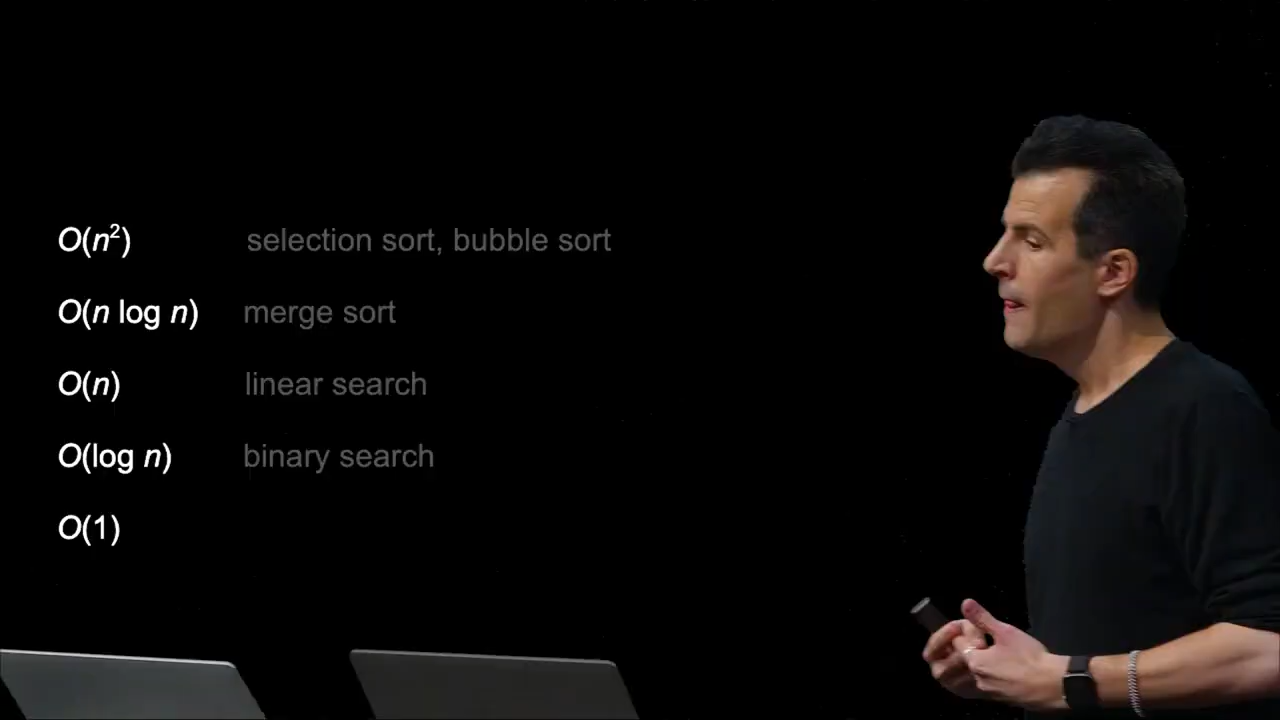 O(n²) selection sort, bubble sort
O(n log n) merge sort
O(n) linear search
O(log n) binary search
O(1)